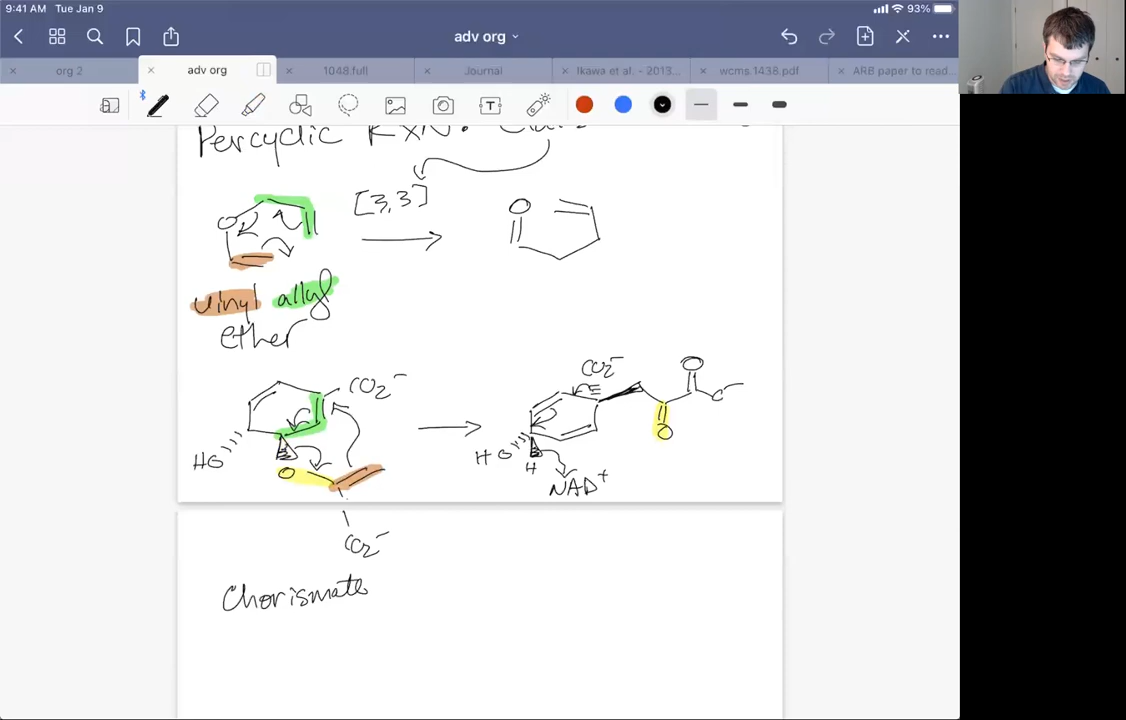 9:41 AM Tue Jan 9
93%
adv org
org 2
adv org
1048.full
Journal
Ikawa et al. - 2013...
wcms.1438.pdf
ARB paper to read...
T
Percyclic RXN:
[3,3]
O
O
vinyl allyl
ether
CO2-
HO
O
CO2-
CO2-
O
O-
O
HO
H
NAD+
Chorismate